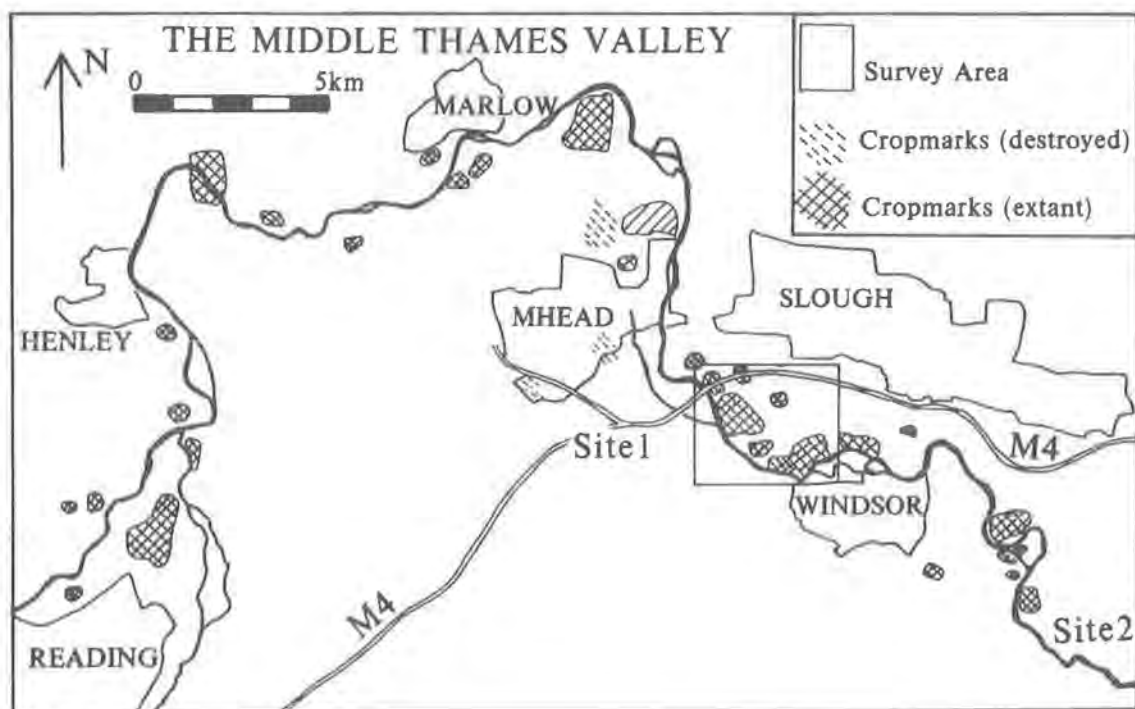 THE MIDDLE THAMES VALLEY
N
0 5km
Survey Area
Cropmarks (destroyed)
Cropmarks (extant)
MARLOW
HENLEY
MHEAD
SLOUGH
Site1
M4
WINDSOR
M4
READING
Site2